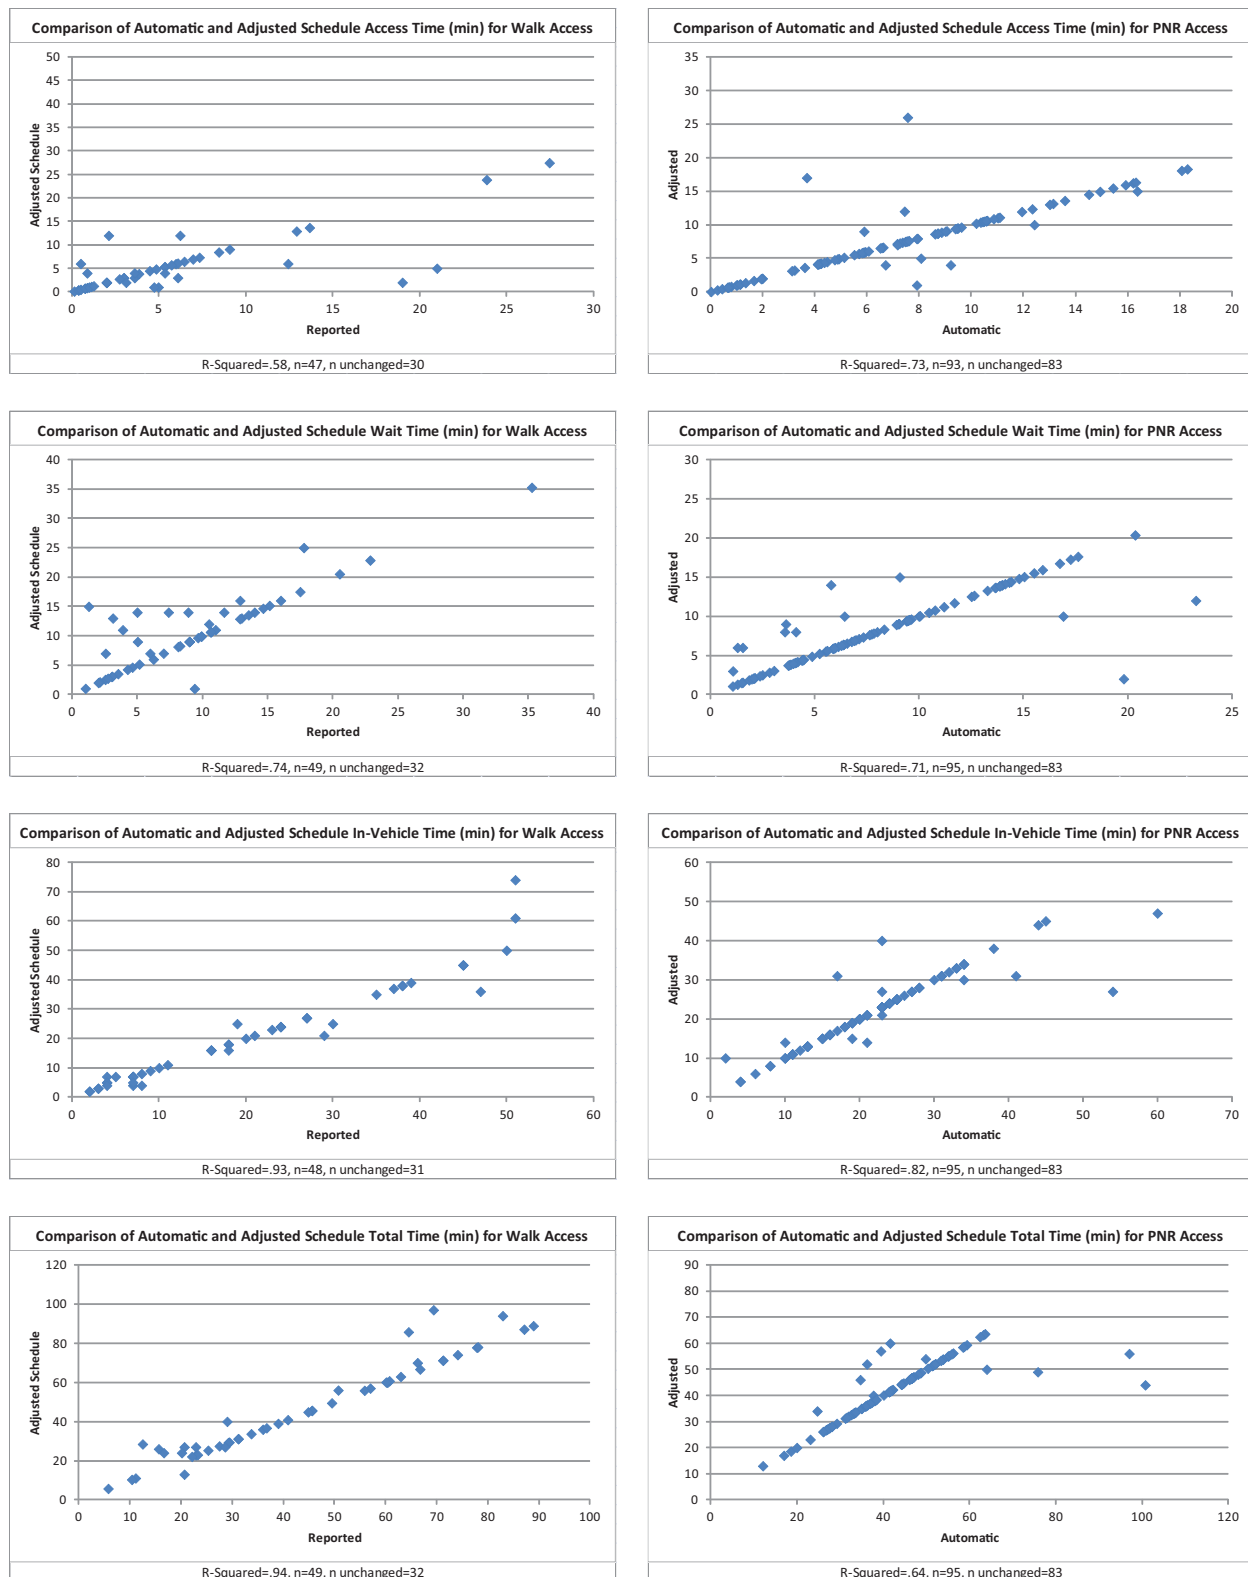 Comparison of Automatic and Adjusted Schedule Access Time (min) for Walk Access
50
45
40
35
30
25
20
15
10
5
0
Adjusted Schedule
0 5 10 15 20 25 30
Reported
R-Squared=.58, n=47, n unchanged=30
Comparison of Automatic and Adjusted Schedule Access Time (min) for PNR Access
35
30
25
20
15
10
5
0
Adjusted
0 2 4 6 8 10 12 14 16 18 20
Automatic
R-Squared=.73, n=93, n unchanged=83
Comparison of Automatic and Adjusted Schedule Wait Time (min) for Walk Access
40
35
30
25
20
15
10
5
0
Adjusted Schedule
0 5 10 15 20 25 30 35 40
Reported
R-Squared=.74, n=49, n unchanged=32
Comparison of Automatic and Adjusted Schedule Wait Time (min) for PNR Access
30
25
20
15
10
5
0
Adjusted
0 5 10 15 20 25
Automatic
R-Squared=.71, n=95, n unchanged=83
Comparison of Automatic and Adjusted Schedule In-Vehicle Time (min) for Walk Access
80
70
60
50
40
30
20
10
0
Adjusted Schedule
0 10 20 30 40 50 60
Reported
R-Squared=.93, n=48, n unchanged=31
Comparison of Automatic and Adjusted Schedule In-Vehicle Time (min) for PNR Access
60
50
40
30
20
10
0
Adjusted
0 10 20 30 40 50 60 70
Automatic
R-Squared=.82, n=95, n unchanged=83
Comparison of Automatic and Adjusted Schedule Total Time (min) for Walk Access
120
100
80
60
40
20
0
Adjusted Schedule
0 10 20 30 40 50 60 70 80 90 100
Reported
R-Squared=.94, n=49, n unchanged=32
Comparison of Automatic and Adjusted Schedule Total Time (min) for PNR Access
90
80
70
60
50
40
30
20
10
0
Adjusted
0 20 40 60 80 100 120
Automatic
R-Squared=.64, n=95, n unchanged=83